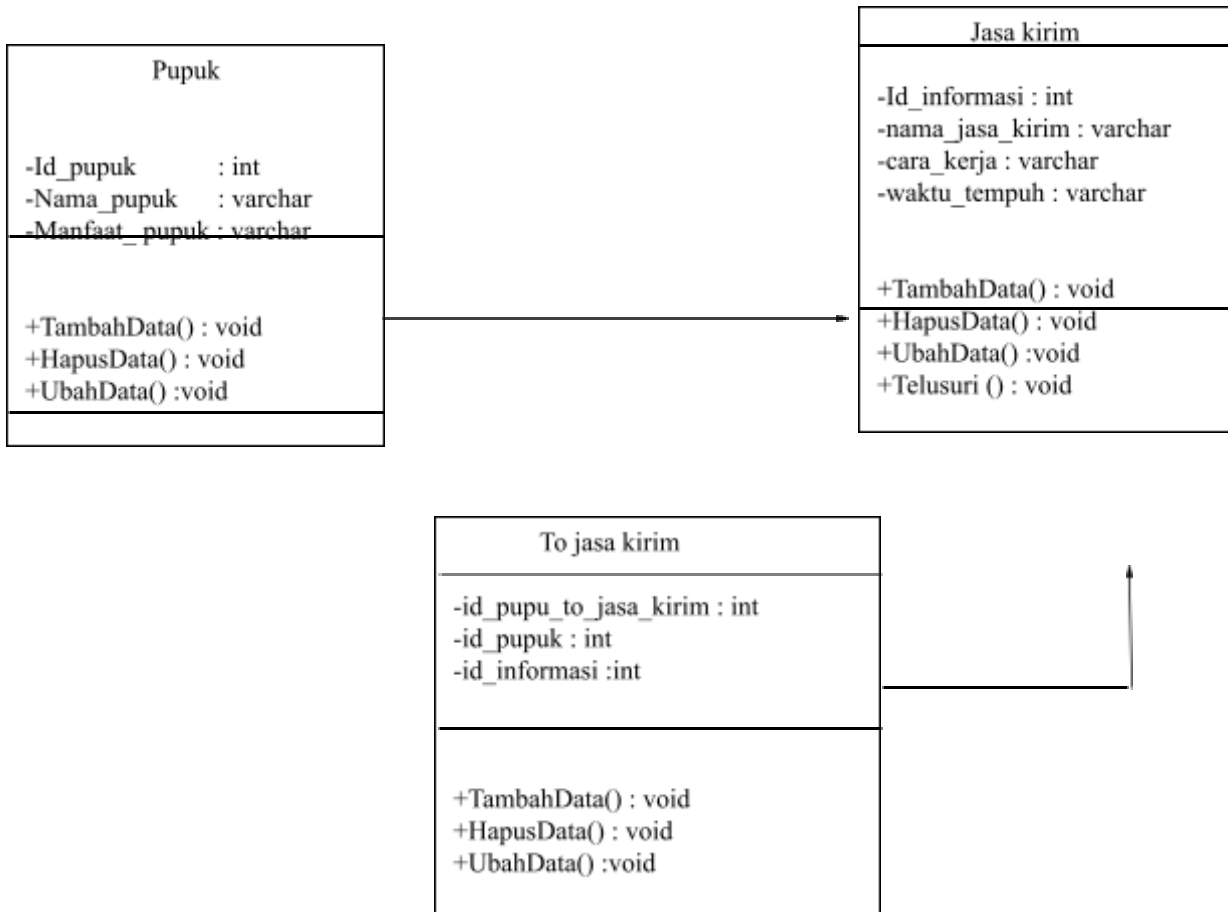 Pupuk
-Id_pupuk : int
-Nama_pupuk : varchar
-Manfaat_ pupuk : varchar
+TambahData() : void
+HapusData() : void
+UbahData() :void
Jasa kirim
-Id_informasi : int
-nama_jasa_kirim : varchar
-cara_kerja : varchar
-waktu_tempuh : varchar
+TambahData() : void
+HapusData() : void
+UbahData() :void
+Telusuri () : void
To jasa kirim
-id_pupu_to_jasa_kirim : int
-id_pupuk : int
-id_informasi :int
+TambahData() : void
+HapusData() : void
+UbahData() :void